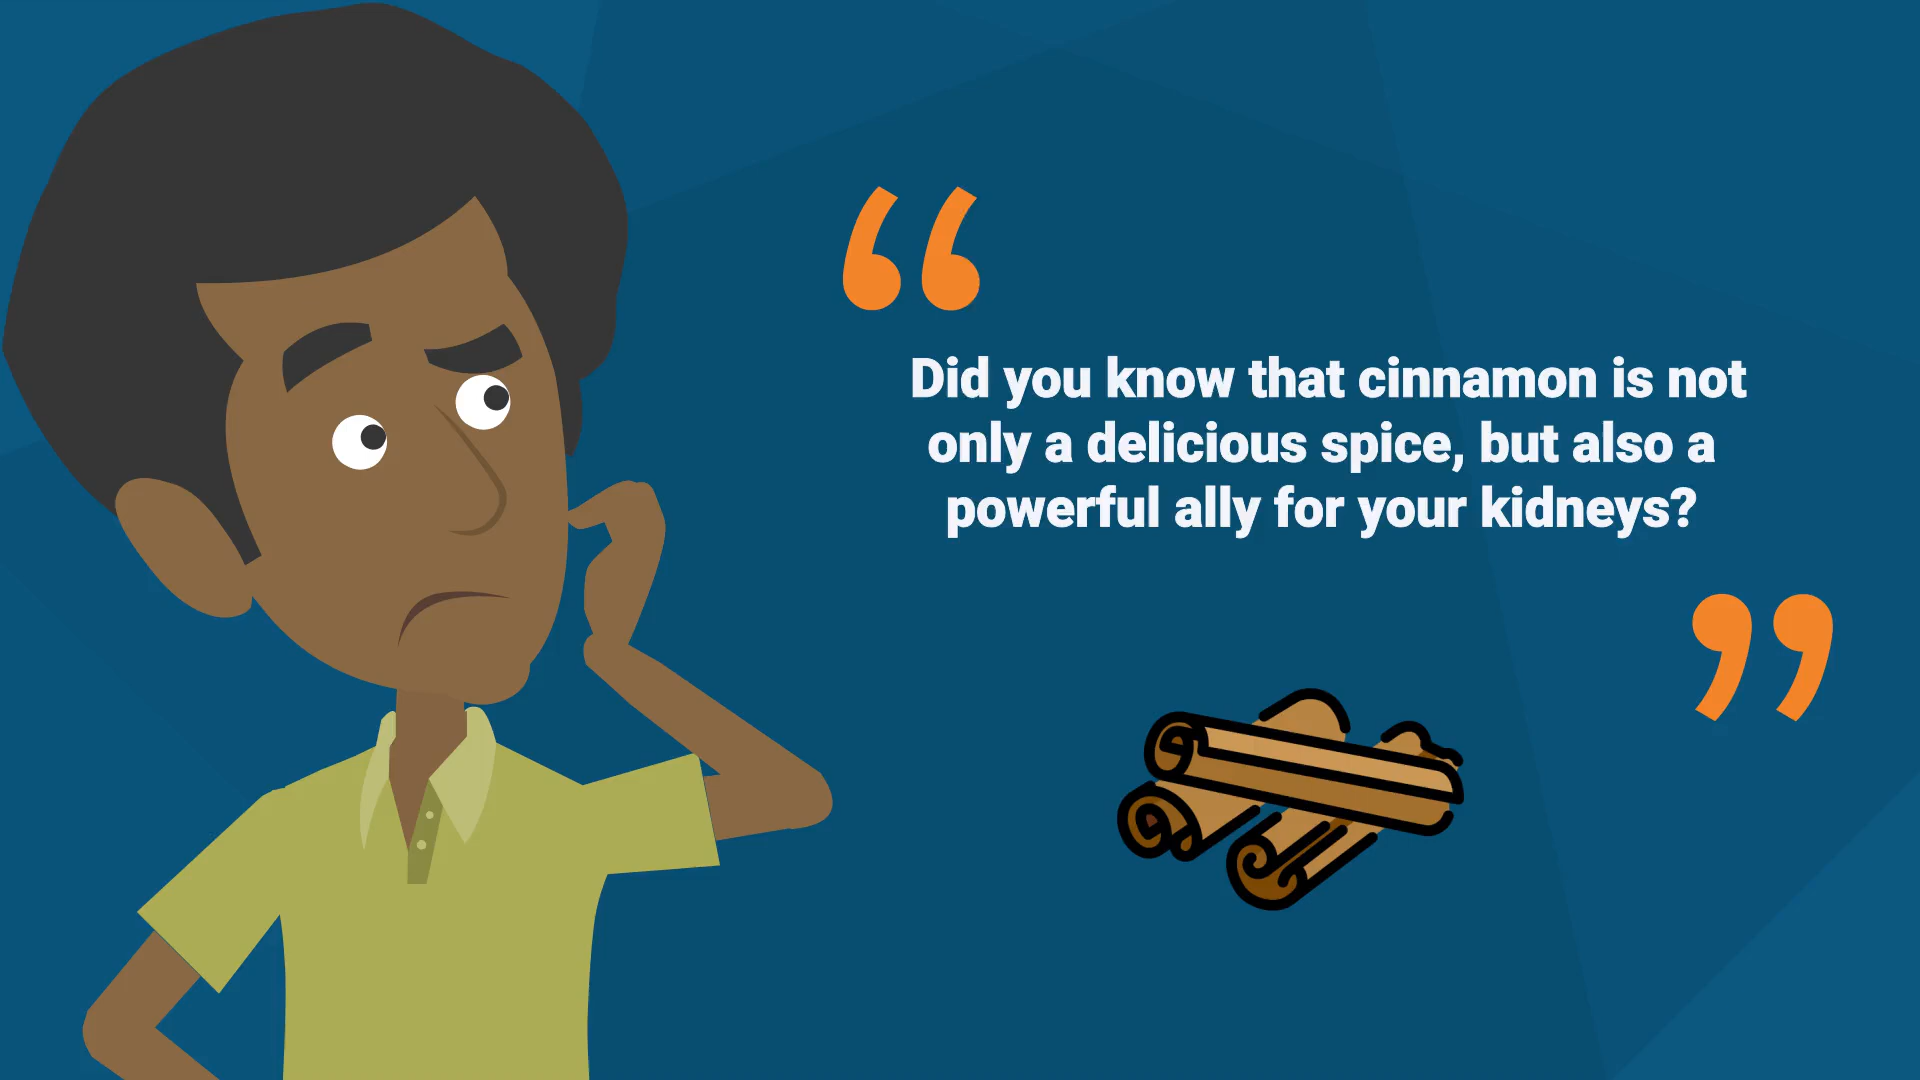 “
Did you know that cinnamon is not
only a delicious spice, but also a
powerful ally for your kidneys?
”